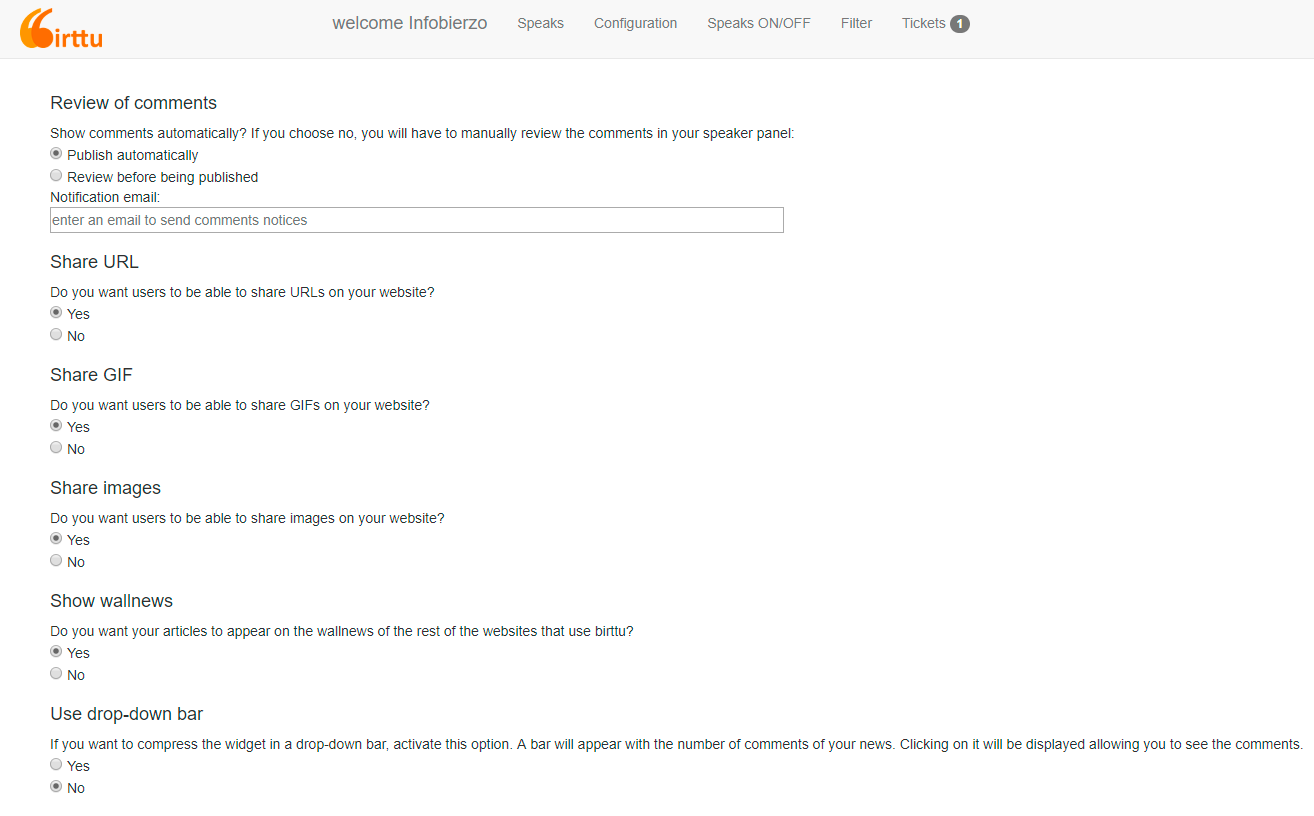 birttu
welcome Infobierzo Speaks Configuration Speaks ON/OFF Filter Tickets 1
Review of comments
Show comments automatically? If you choose no, you will have to manually review the comments in your speaker panel:
Publish automatically
Review before being published
Notification email:
enter an email to send comments notices
Share URL
Do you want users to be able to share URLs on your website?
Yes
No
Share GIF
Do you want users to be able to share GIFs on your website?
Yes
No
Share images
Do you want users to be able to share images on your website?
Yes
No
Show wallnews
Do you want your articles to appear on the wallnews of the rest of the websites that use birttu?
Yes
No
Use drop-down bar
If you want to compress the widget in a drop-down bar, activate this option. A bar will appear with the number of comments of your news. Clicking on it will be displayed allowing you to see the comments.
Yes
No